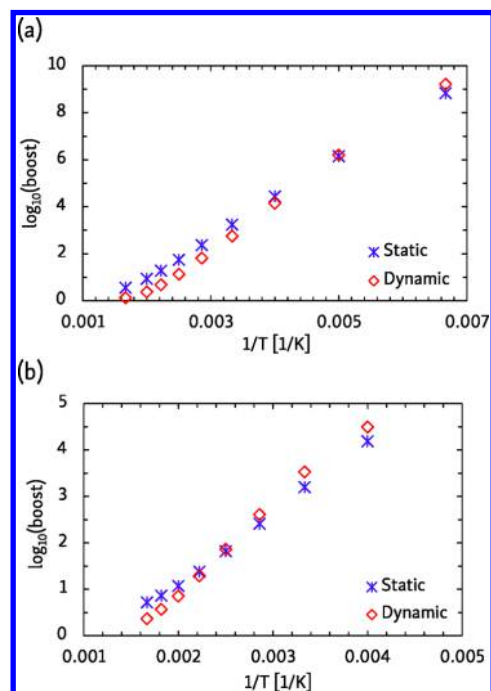 (a)
10
8
6
4
2
0
log₁₀(boost)
Static
Dynamic
0.001
0.003
0.005
0.007
1/T [1/K]
(b)
5
4
3
2
1
0
log₁₀(boost)
Static
Dynamic
0.001
0.002
0.003
0.004
0.005
1/T [1/K]